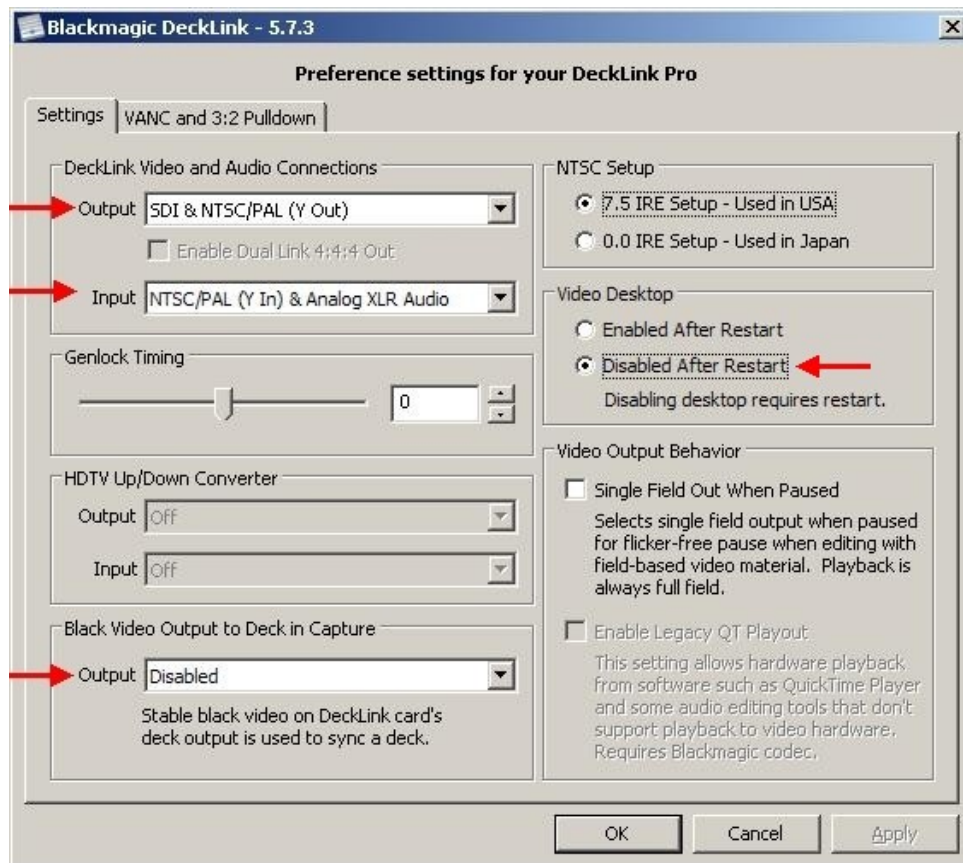 Blackmagic DeckLink - 5.7.3
Preference settings for your DeckLink Pro
Settings
VANC and 3:2 Pulldown
DeckLink Video and Audio Connections
Output
SDI & NTSC/PAL (Y Out)
Enable Dual Link 4:4:4 Out
Input
NTSC/PAL (Y In) & Analog XLR Audio
Genlock Timing
0
HDTV Up/Down Converter
Output
Off
Input
Off
Black Video Output to Deck in Capture
Output
Disabled
Stable black video on DeckLink card's
deck output is used to sync a deck.
NTSC Setup
7.5 IRE Setup - Used in USA
0.0 IRE Setup - Used in Japan
Video Desktop
Enabled After Restart
Disabled After Restart
Disabling desktop requires restart.
Video Output Behavior
Single Field Out When Paused
Selects single field output when paused
for flicker-free pause when editing with
field-based video material. Playback is
always full field.
Enable Legacy QT Playout
This setting allows hardware playback
from software such as QuickTime Player
and some audio editing tools that don't
support playback to video hardware.
Requires Blackmagic codec.
OK
Cancel
Apply